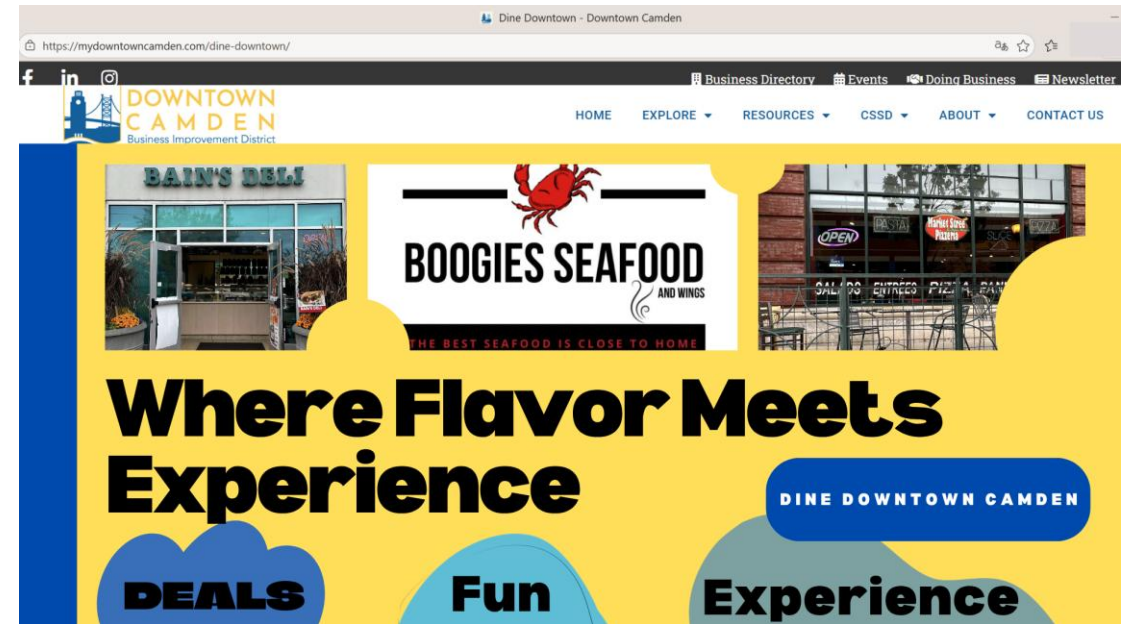 Dine Downtown - Downtown Camden
https://mydowntowncamden.com/dine-downtown/
Business Directory Events Doing Business Newsletter
DOWNTOWN
CAMDEN
Business Improvement District
HOME EXPLORE RESOURCES CSSD ABOUT CONTACT US
BAIN'S DELI
BOOGIES SEAFOOD
AND WINGS
THE BEST SEAFOOD IS CLOSE TO HOME
OPEN
PASTA
Market Street
Pizzeria
SLICE
PIZZA
SALADS ENTRÉES PIZZA
Where Flavor Meets
Experience
DINE DOWNTOWN CAMDEN
DEALS
Fun
Experience